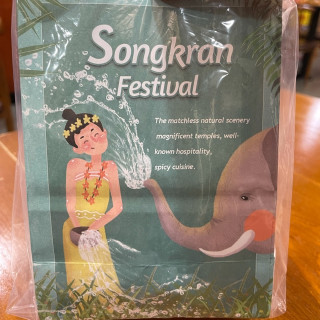 Songkran
Festival
The matchless natural scenery
magnificent temples, well-
known hospitality,
spicy cuisine.